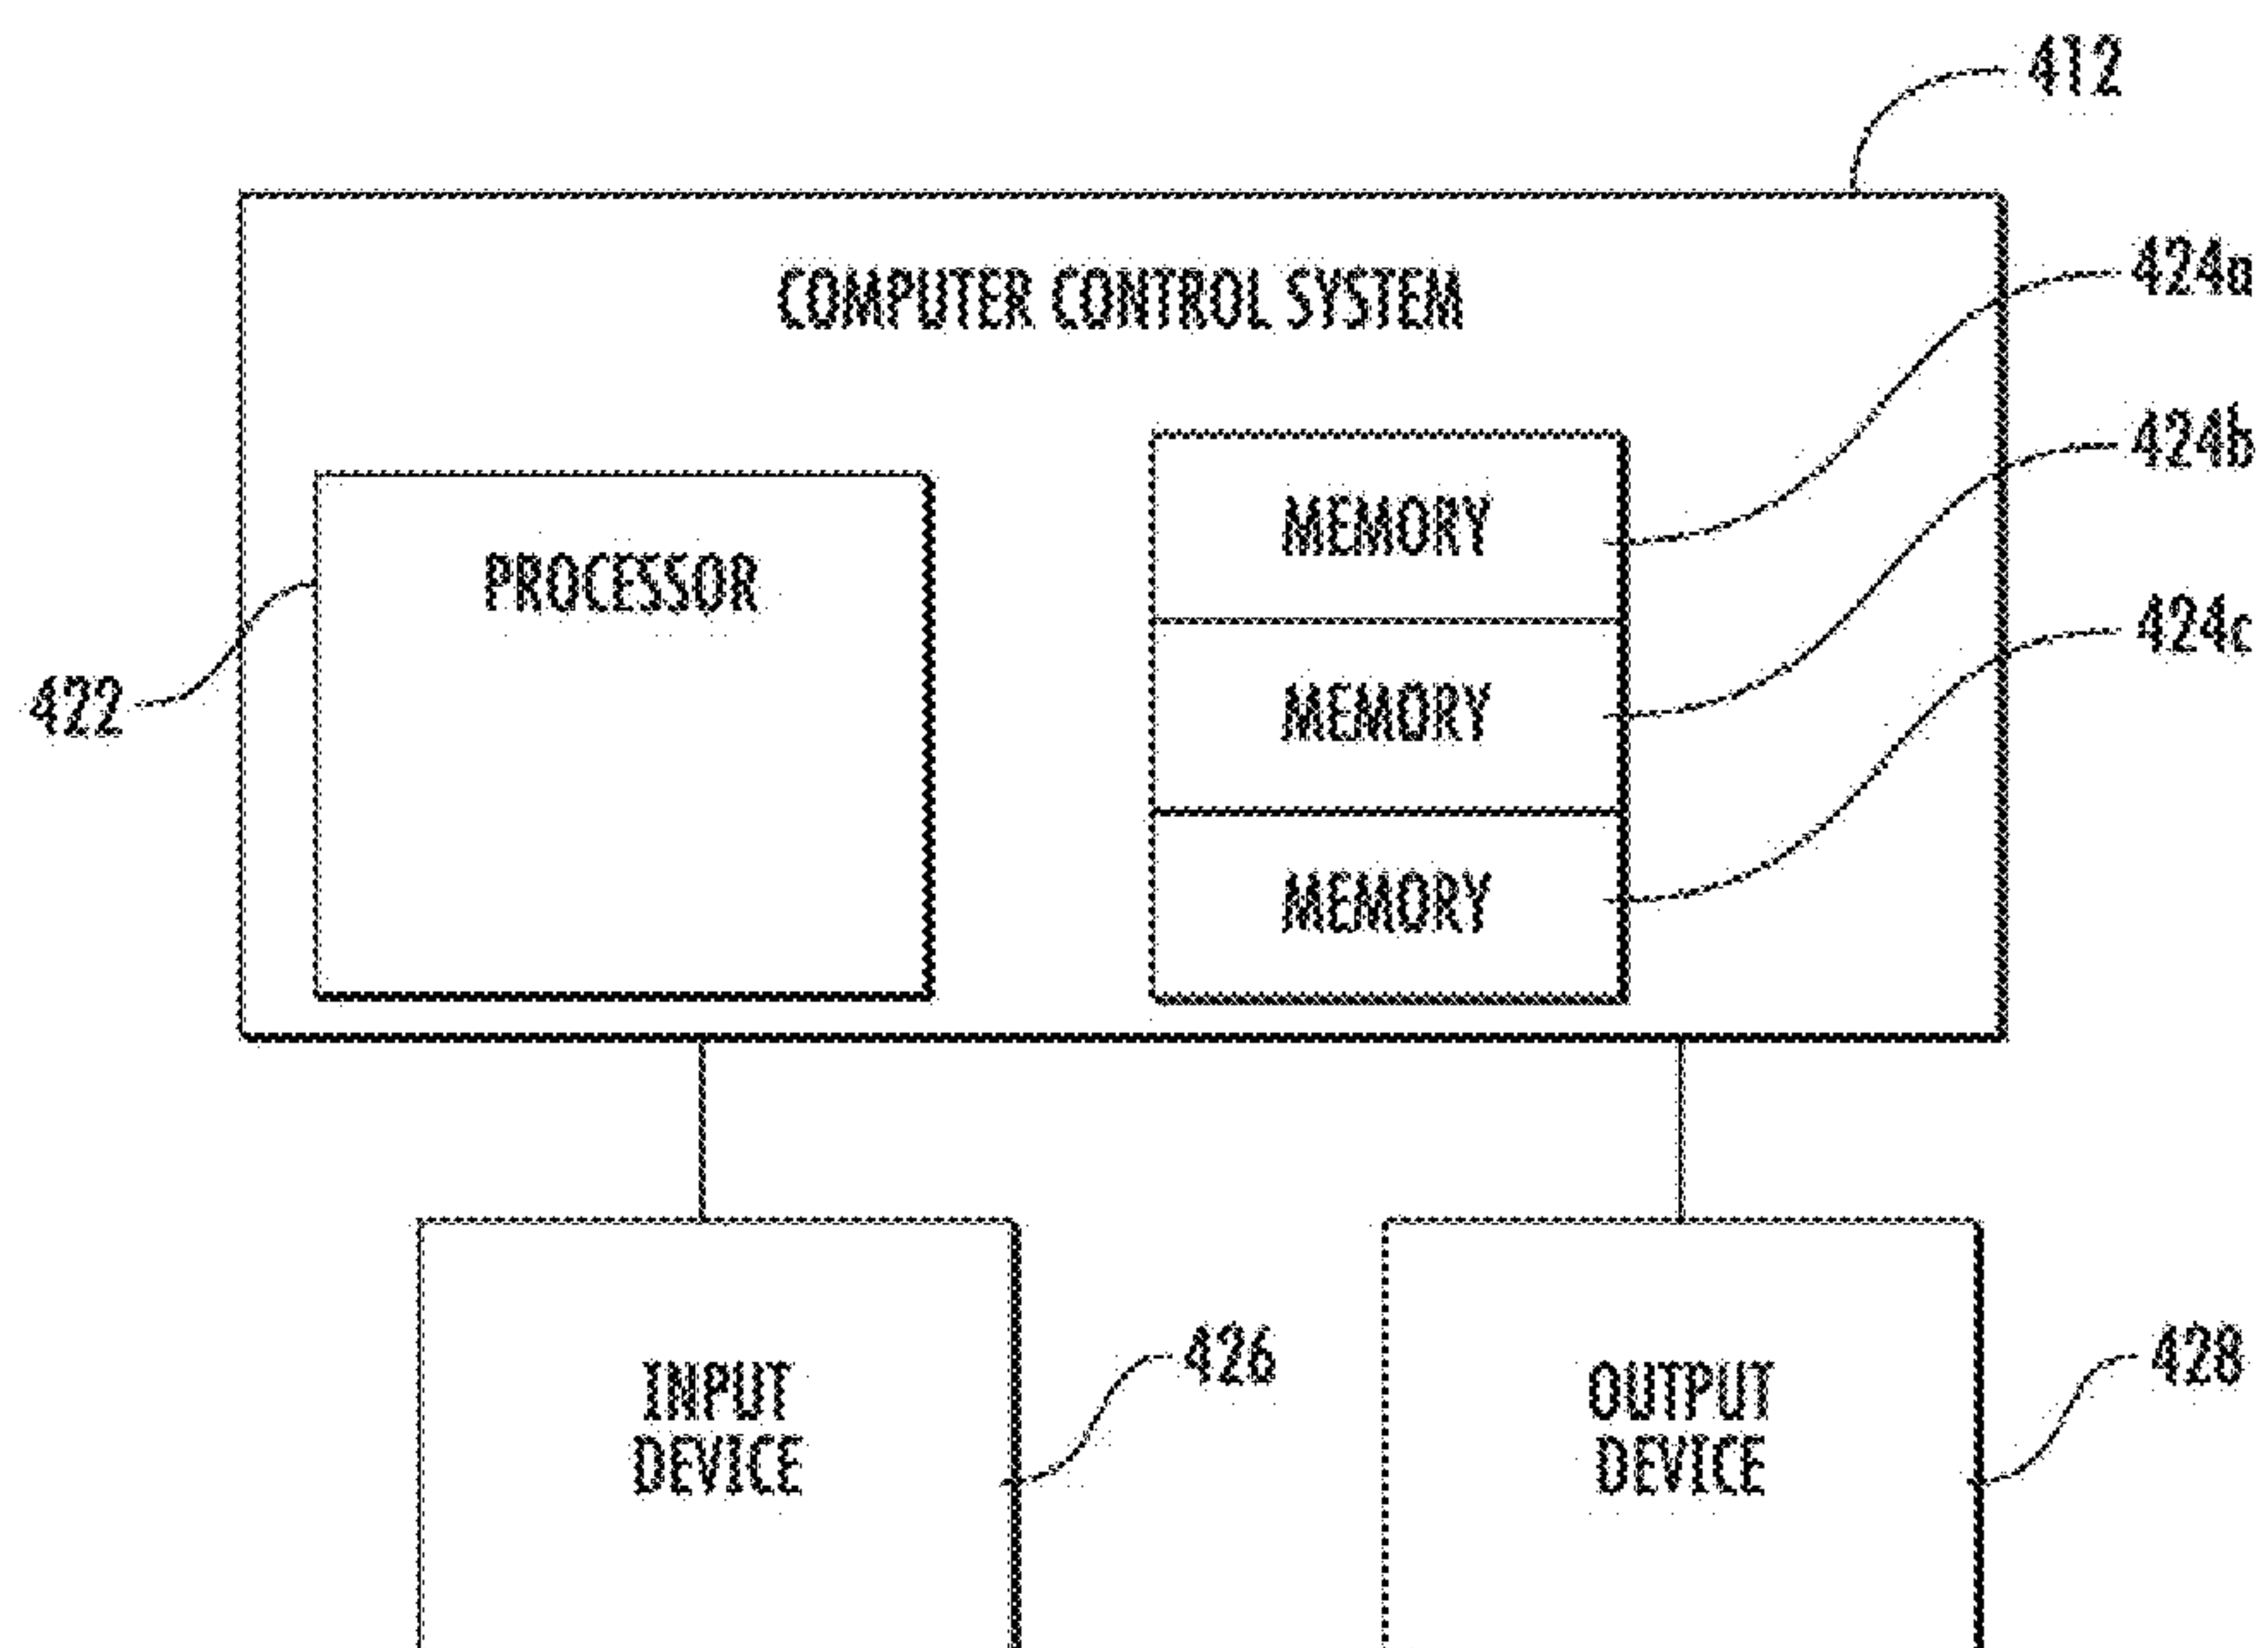 412
COMPUTER CONTROL SYSTEM
424a
424b
424c
PROCESSOR
422
MEMORY
MEMORY
MEMORY
INPUT
DEVICE
426
OUTPUT
DEVICE
428